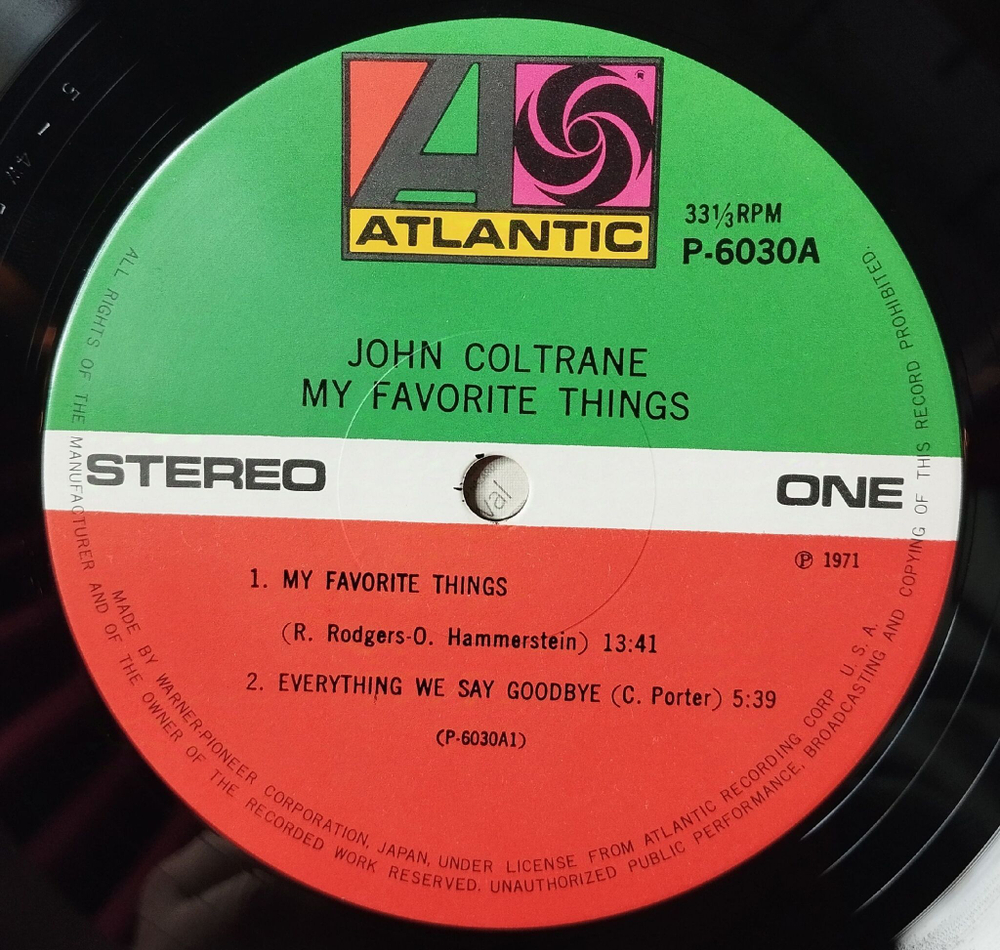 ATLANTIC
33⅓RPM
P-6030A
JOHN COLTRANE
MY FAVORITE THINGS
STEREO
ONE
Ⓟ 1971
1. MY FAVORITE THINGS
(R. Rodgers-O. Hammerstein) 13:41
2. EVERYTHING WE SAY GOODBYE (C. Porter) 5:39
(P-6030A1)
MADE BY WARNER-PIONEER CORPORATION, JAPAN, UNDER LICENSE FROM ATLANTIC RECORDING CORP. U. S. A.
ALL RIGHTS OF THE MANUFACTURER AND OF THE OWNER OF THE RECORDED WORK RESERVED. UNAUTHORIZED PUBLIC PERFORMANCE, BROADCASTING AND COPYING OF THIS RECORD PROHIBITED.